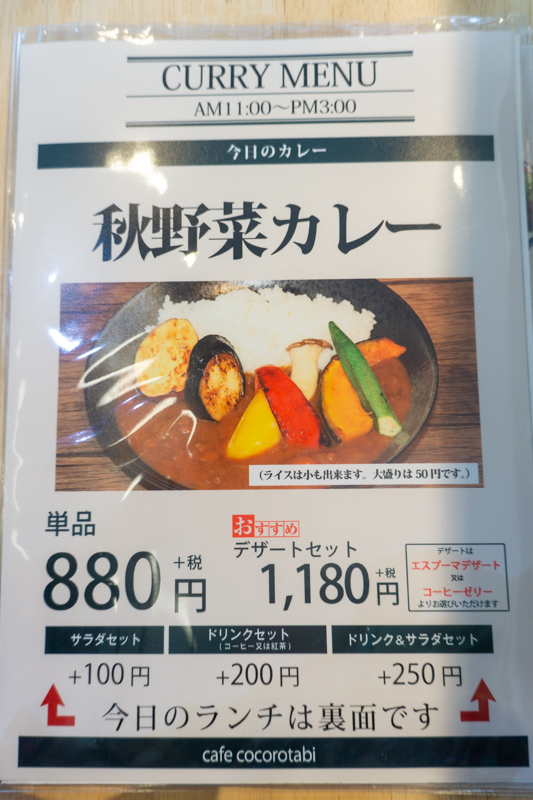 CURRY MENU
AM11:00〜PM3:00
今日のカレー
秋野菜カレー
(ライスは小も出来ます。大盛りは50円です。)
単品
880円+税
おすすめ
デザートセット
1,180円+税
デザートは
エスプーマデザート
又は
コーヒーゼリー
よりお選びいただけます
サラダセット
+100円
ドリンクセット
(コーヒー又は紅茶)
+200円
ドリンク&サラダセット
+250円
今日のランチは裏面です
cafe cocorotabi